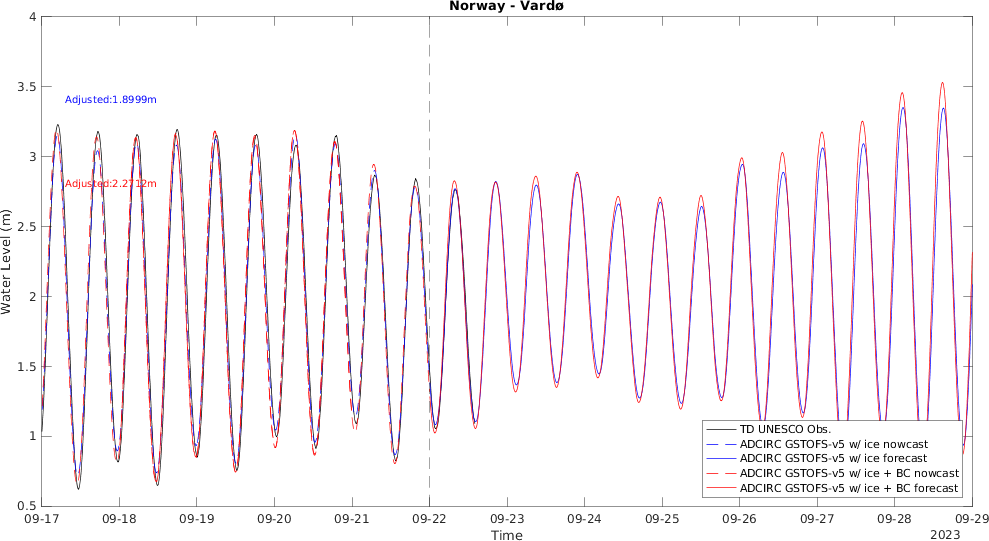 Norway - Vardø
4
3.5
3
2.5
2
1.5
1
0.5
Water Level (m)
Adjusted:1.8999m
Adjusted:2.2712m
TD UNESCO Obs.
ADCIRC GSTOFS-v5 w/ ice nowcast
ADCIRC GSTOFS-v5 w/ ice forecast
ADCIRC GSTOFS-v5 w/ ice + BC nowcast
ADCIRC GSTOFS-v5 w/ ice + BC forecast
09-17 09-18 09-19 09-20 09-21 09-22 09-23 09-24 09-25 09-26 09-27 09-28 09-29
Time
2023